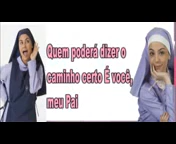 Quem poderá dizer o
caminho certo É você,
meu Pai